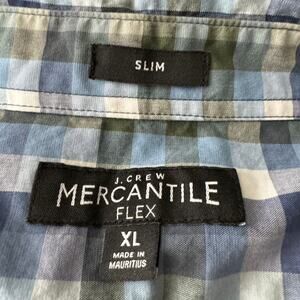 SLIM
J. CREW
MERCANTILE
FLEX
XL
MADE IN
MAURITIUS